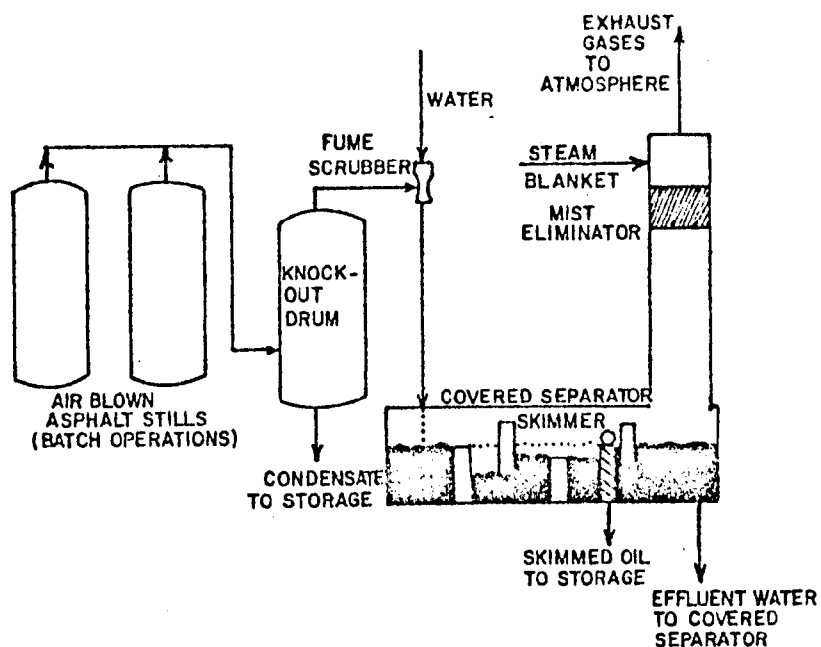 EXHAUST
GASES
TO
ATMOSPHERE
WATER
FUME
SCRUBBER
STEAM
BLANKET
MIST
ELIMINATOR
KNOCK-
OUT
DRUM
AIR BLOWN
ASPHALT STILLS
(BATCH OPERATIONS)
COVERED SEPARATOR
SKIMMER
CONDENSATE
TO STORAGE
SKIMMED OIL
TO STORAGE
EFFLUENT WATER
TO COVERED
SEPARATOR